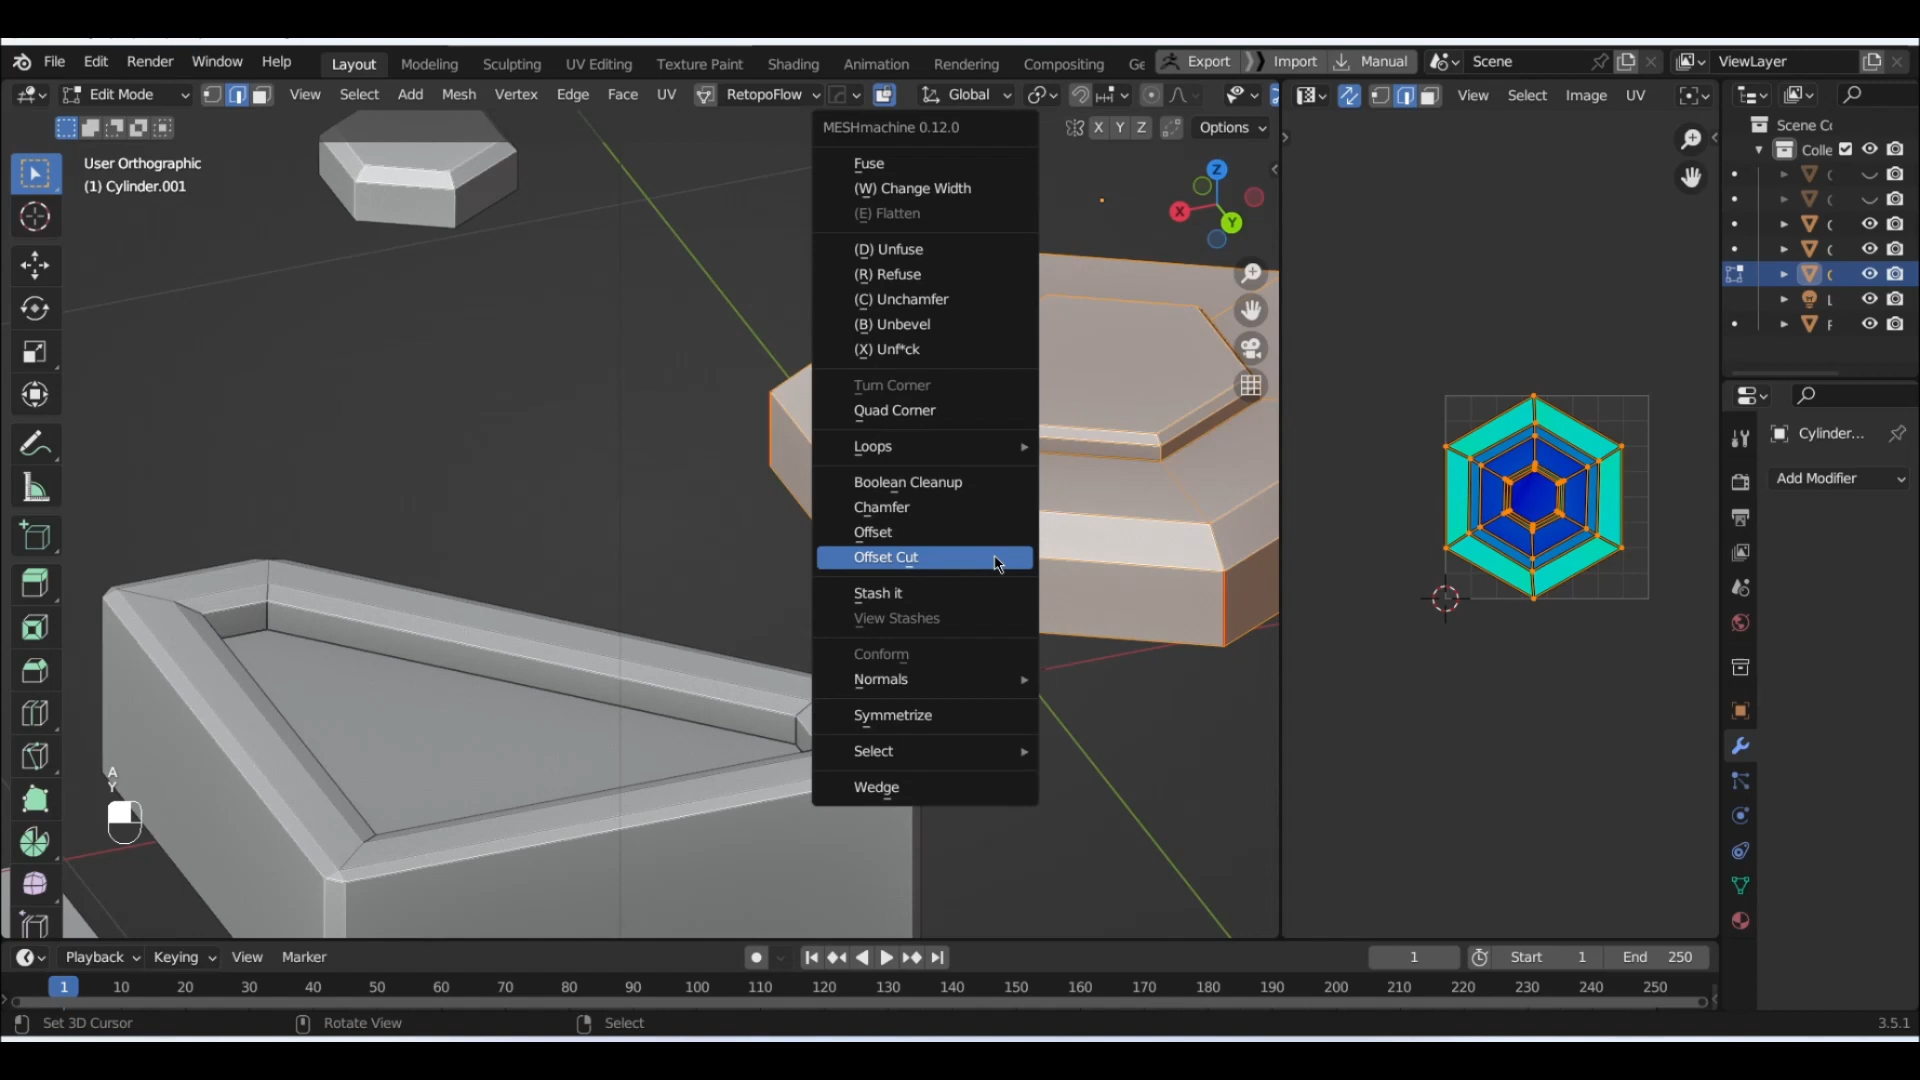 File Edit Render Window Help Layout Modeling Sculpting UV Editing Texture Paint Shading Animation Rendering Compositing Ge Export Import Manual Scene ViewLayer
Edit Mode View Select Add Mesh Vertex Edge Face UV RetopoFlow Global View Select Image UV
X Y Z Options
MESHmachine 0.12.0
Fuse
(W) Change Width
(E) Flatten
(D) Unfuse
(R) Refuse
(C) Unchamfer
(B) Unbevel
(X) Unf*ck
Turn Corner
Quad Corner
Loops
Boolean Cleanup
Chamfer
Offset
Offset Cut
Stash it
View Stashes
Conform
Normals
Symmetrize
Select
Wedge
User Orthographic
(1) Cylinder.001
Z
X
Y
A
Y
Scene Cc
Colle
Cylinder...
Add Modifier
Playback Keying View Marker 1 Start 1 End 250
1 10 20 30 40 50 60 70 80 90 100 110 120 130 140 150 160 170 180 190 200 210 220 230 240 250
Set 3D Cursor Rotate View Select 3.5.1